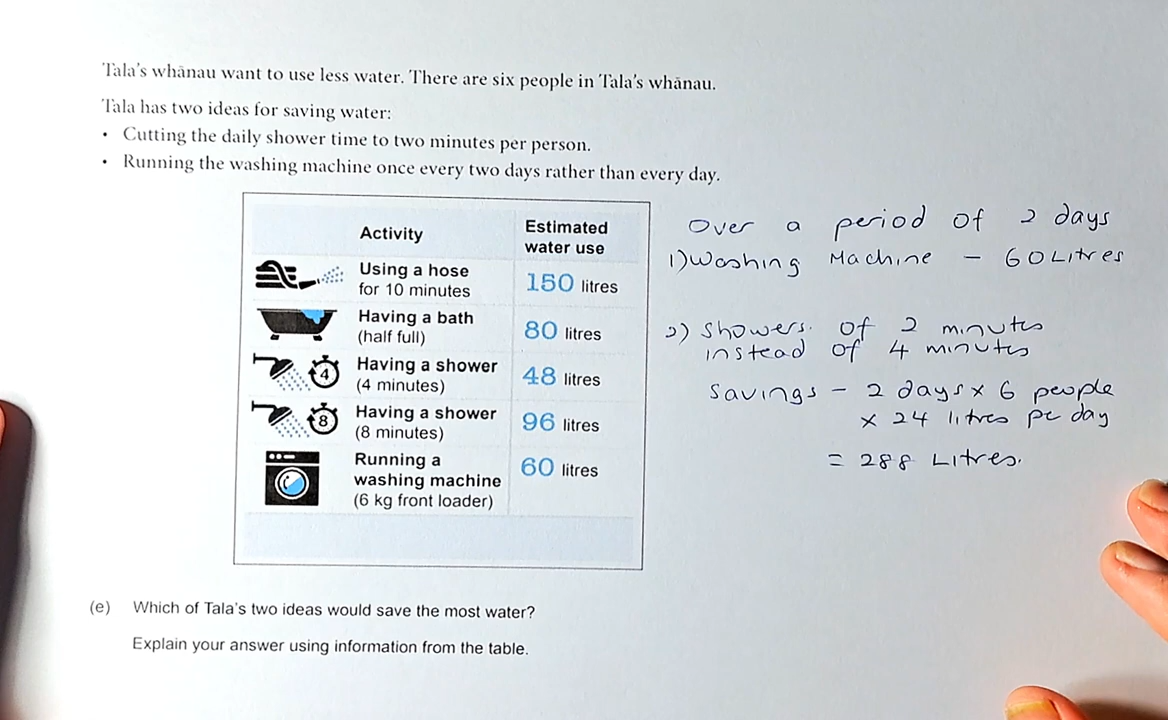 Tala's whānau want to use less water. There are six people in Tala's whānau.
Tala has two ideas for saving water:
• Cutting the daily shower time to two minutes per person.
• Running the washing machine once every two days rather than every day.
Activity
Estimated
water use
Using a hose
for 10 minutes
150 litres
Having a bath
(half full)
80 litres
4
Having a shower
(4 minutes)
48 litres
8
Having a shower
(8 minutes)
96 litres
Running a
washing machine
(6 kg front loader)
60 litres
Over a period of 2 days
1) Washing Machine - 60 Litres
2) Showers. of 2 minutes
instead of 4 minutes
Savings - 2 days x 6 people
x 24 litres pe day
= 288 Litres.
(e) Which of Tala's two ideas would save the most water?
Explain your answer using information from the table.